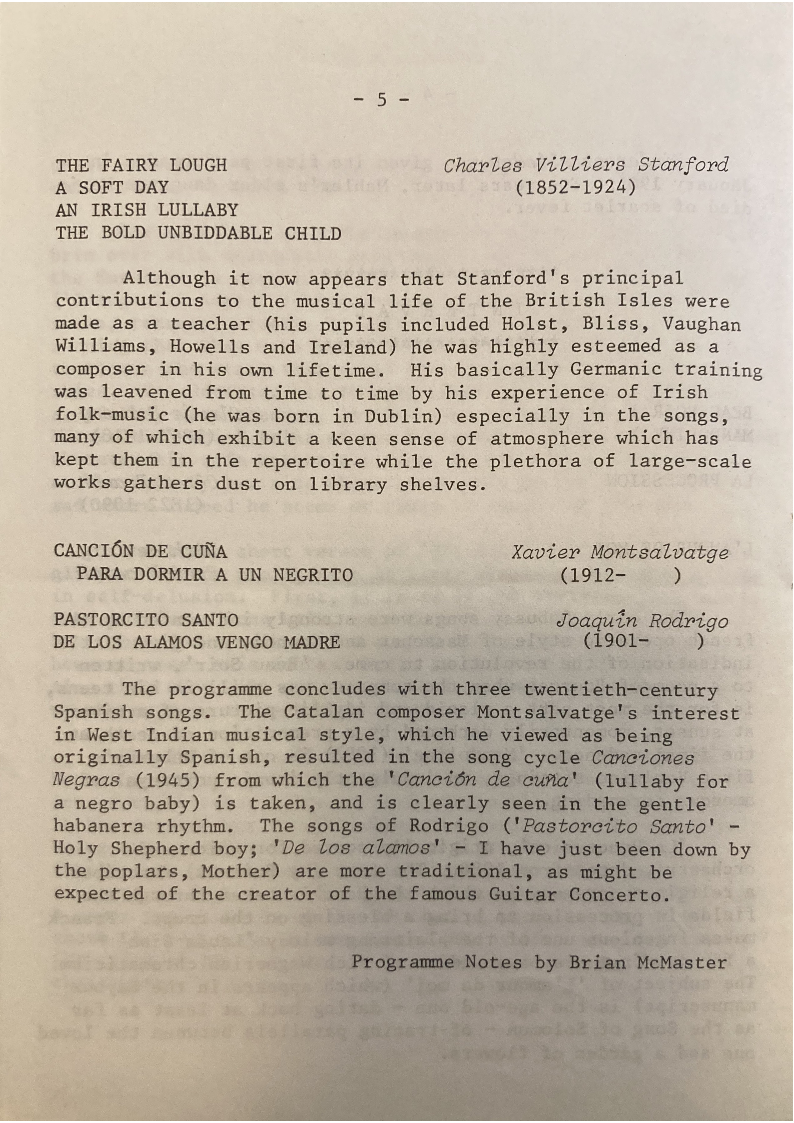 - 5 -
THE FAIRY LOUGH Charles Villiers Stanford
A SOFT DAY (1852-1924)
AN IRISH LULLABY
THE BOLD UNBIDDABLE CHILD
Although it now appears that Stanford's principal
contributions to the musical life of the British Isles were
made as a teacher (his pupils included Holst, Bliss, Vaughan
Williams, Howells and Ireland) he was highly esteemed as a
composer in his own lifetime. His basically Germanic training
was leavened from time to time by his experience of Irish
folk-music (he was born in Dublin) especially in the songs,
many of which exhibit a keen sense of atmosphere which has
kept them in the repertoire while the plethora of large-scale
works gathers dust on library shelves.
CANCIÓN DE CUÑA Xavier Montsalvatge
PARA DORMIR A UN NEGRITO (1912- )
PASTORCITO SANTO Joaquín Rodrigo
DE LOS ALAMOS VENGO MADRE (1901- )
The programme concludes with three twentieth-century
Spanish songs. The Catalan composer Montsalvatge's interest
in West Indian musical style, which he viewed as being
originally Spanish, resulted in the song cycle Canciones
Negras (1945) from which the 'Canción de cuña' (lullaby for
a negro baby) is taken, and is clearly seen in the gentle
habanera rhythm. The songs of Rodrigo ('Pastorcito Santo' -
Holy Shepherd boy; 'De los alamos' - I have just been down by
the poplars, Mother) are more traditional, as might be
expected of the creator of the famous Guitar Concerto.
Programme Notes by Brian McMaster